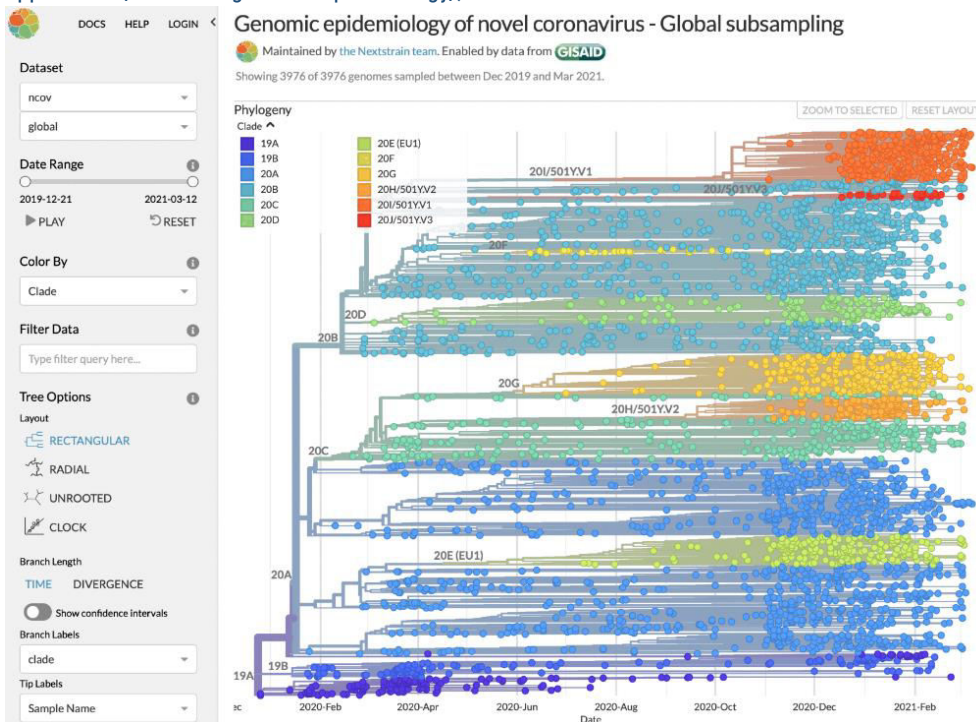 DOCS HELP LOGIN
Genomic epidemiology of novel coronavirus - Global subsampling
Maintained by the Nextstrain team. Enabled by data from GISAID
Showing 3976 of 3976 genomes sampled between Dec 2019 and Mar 2021.
Dataset
ncov
global
Date Range
2019-12-21 2021-03-12
PLAY RESET
Color By
Clade
Filter Data
Type filter query here...
Tree Options
Layout
RECTANGULAR
RADIAL
UNROOTED
CLOCK
Branch Length
TIME DIVERGENCE
Show confidence intervals
Branch Labels
clade
Tip Labels
Sample Name
Phylogeny
ZOOM TO SELECTED RESET LAYOUT
Clade
19A 20E (EU1)
19B 20F
20A 20G
20B 20H/501Y.V2
20C 20I/501Y.V1
20D 20J/501Y.V3
20I/501Y.V1
20J/501Y.V3
20F
20D
20B
20G
20H/501Y.V2
20C
20E (EU1)
20A
19B
19A
2020-Feb 2020-Apr 2020-Jun 2020-Aug 2020-Oct 2020-Dec 2021-Feb
Date